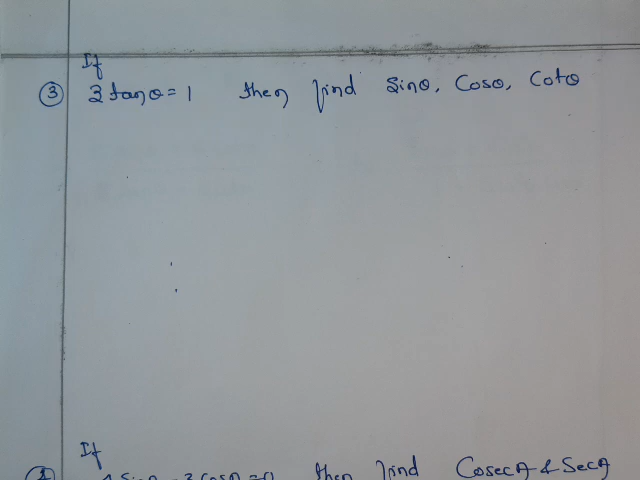 If
③ 3 tanθ = 1 then find Sinθ, Cosθ, Cotθ
If
then find CosecA & SecA